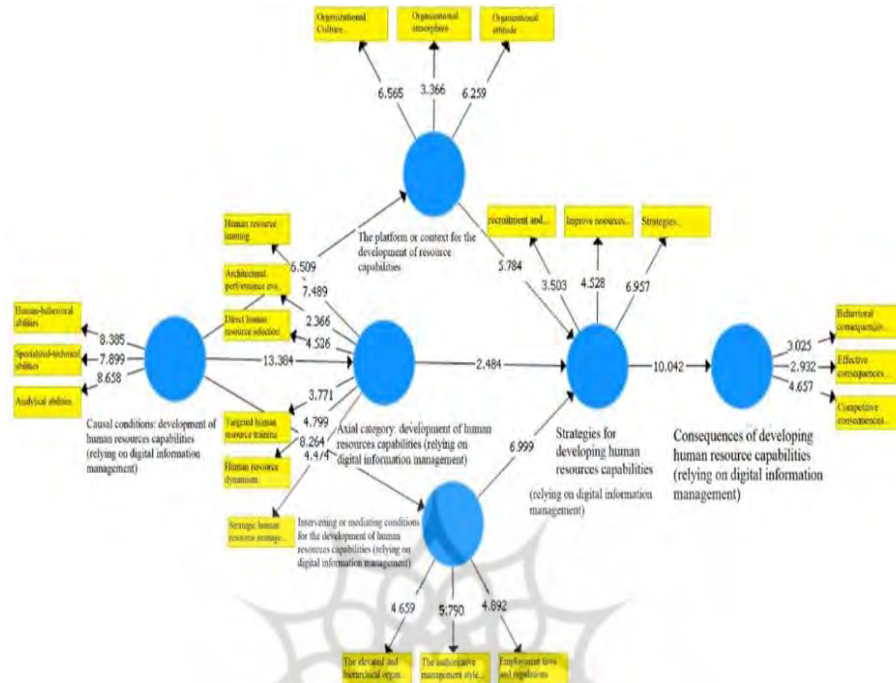 Organizational
Culture...
Organizational
atmosphere
Organizational
attitude
6.565
3.366
6.259
The platform or context for the
development of resource
capabilities
recruitment and...
Improve resources...
Strategies...
3.503
4.528
6.957
6.509
5.784
Human resource
learning
Architectural
performance eva...
Direct human
resource selection
Targeted human
resource training
Human resource
dynamism
Strategic human
resource manage...
7.489
2.366
4.526
3.771
4.799
8.264
4.474
Human-behavioral
abilities
Specialized-technical
abilities
Analytical abilities
8.385
7.899
8.658
Causal conditions: development of
human resources capabilities
(relying on digital information
management)
13.384
Axial category: development of human
resources capabilities (relying on
digital information management)
2.484
6.999
Strategies for
developing human
resources capabilities
(relying on digital information
management)
10.042
Consequences of developing
human resource capabilities
(relying on digital information
management)
3.025
2.932
4.657
Behavioral
consequences...
Effective
consequences...
Competitive
consequences...
Intervening or mediating conditions
for the development of human
resources capabilities (relying on
digital information management)
4.659
5.790
4.892
The elevated and
hierarchical organ...
The authoritative
management style...
Employment laws
and regulations